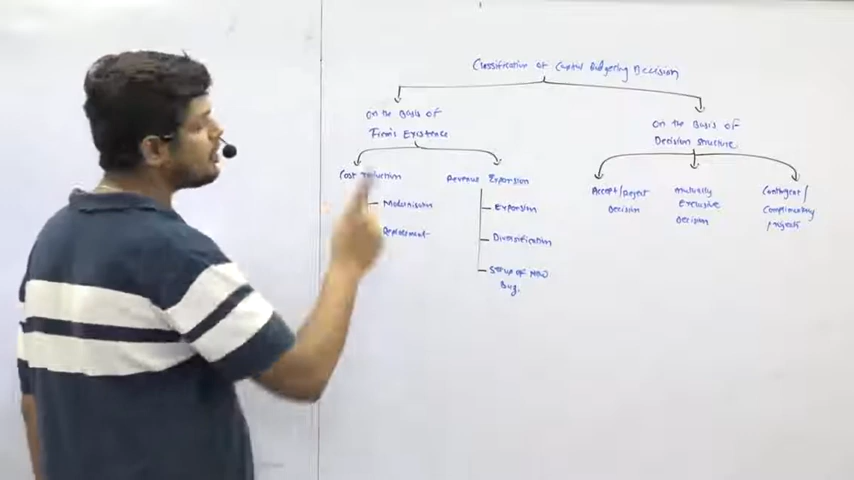 Classification of Capital Budgeting Decision
On the Basis of
Firm's Existence
On the Basis of
Decision Structure
Cost Reduction
Modernism
Replacement
Revenue Expansion
Expansion
Diversification
Setup of New
Bug.
Accept/Reject
Decision
Mutually
Exclusive
Decision
Contingent/
Complimentary
projects